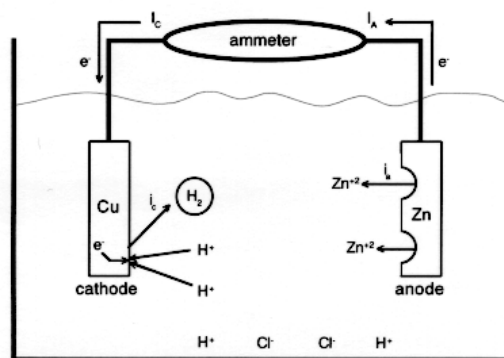 I_C
ammeter
I_A
e⁻
e⁻
Cu
i_c
H₂
e⁻
H⁺
H⁺
cathode
i_a
Zn⁺²
Zn
Zn⁺²
anode
H⁺ Cl⁻ Cl⁻ H⁺